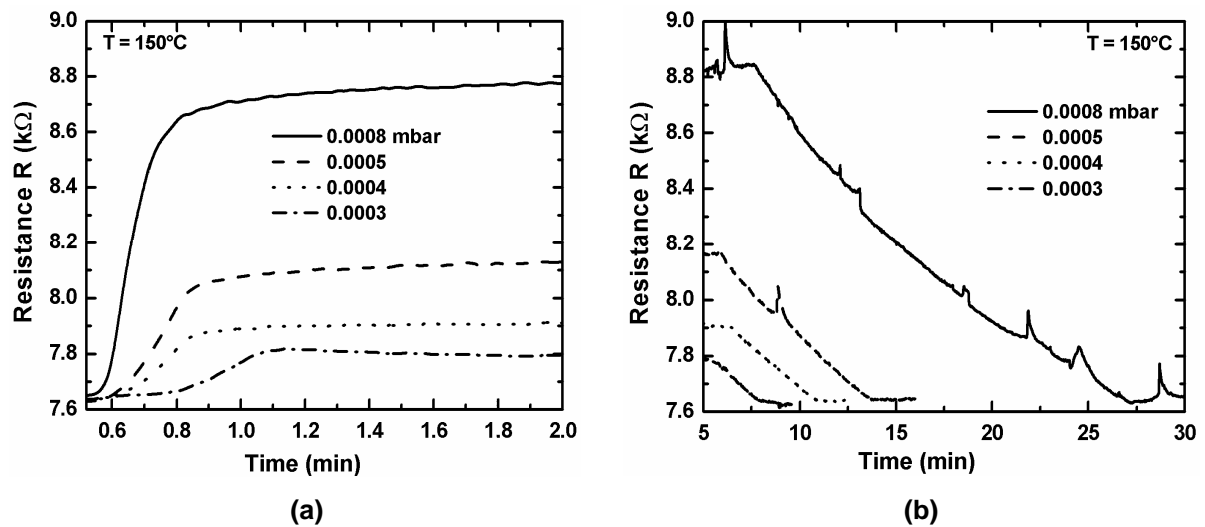 9.0
8.8
8.6
8.4
8.2
8.0
7.8
7.6
Resistance R (kΩ)
T = 150°C
0.0008 mbar
0.0005
0.0004
0.0003
0.6 0.8 1.0 1.2 1.4 1.6 1.8 2.0
Time (min)
(a)
9.0
8.8
8.6
8.4
8.2
8.0
7.8
7.6
Resistance R (kΩ)
T = 150°C
0.0008 mbar
0.0005
0.0004
0.0003
5 10 15 20 25 30
Time (min)
(b)